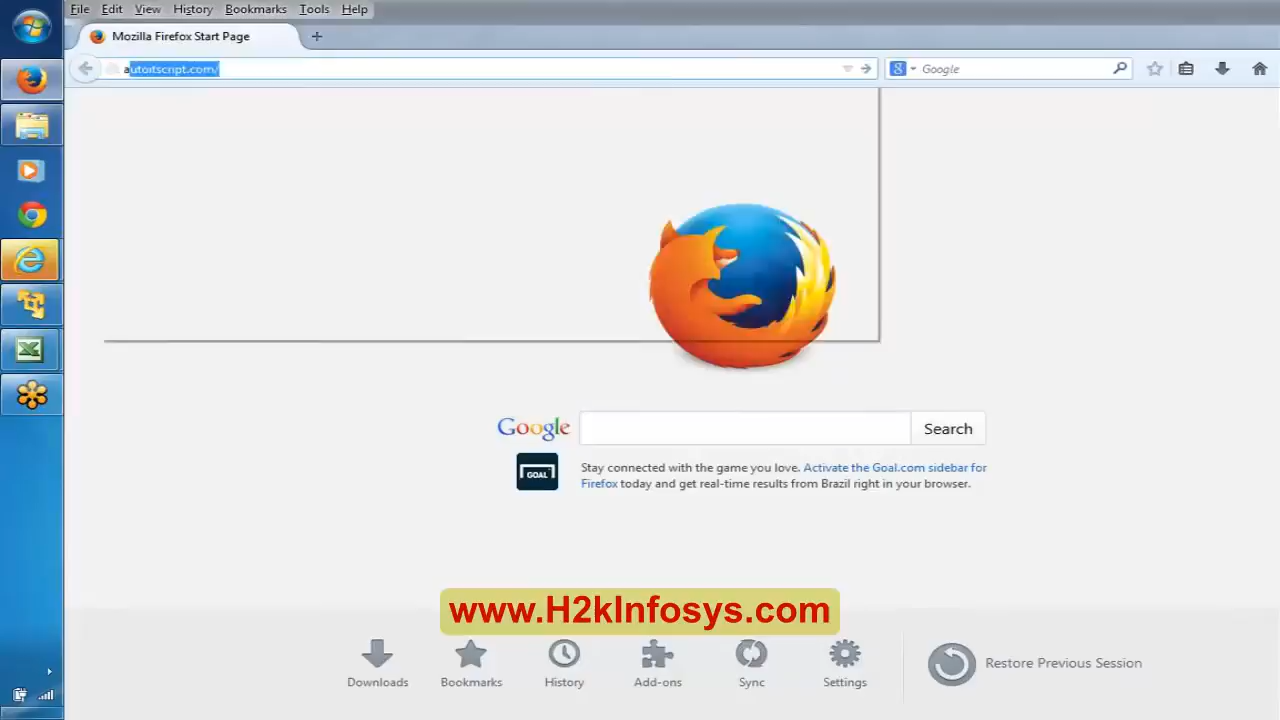 File Edit View History Bookmarks Tools Help
Mozilla Firefox Start Page
autoitscript.com/
Google
Google
Search
GOAL
Stay connected with the game you love. Activate the Goal.com sidebar for
Firefox today and get real-time results from Brazil right in your browser.
www.H2kInfosys.com
Downloads
Bookmarks
History
Add-ons
Sync
Settings
Restore Previous Session